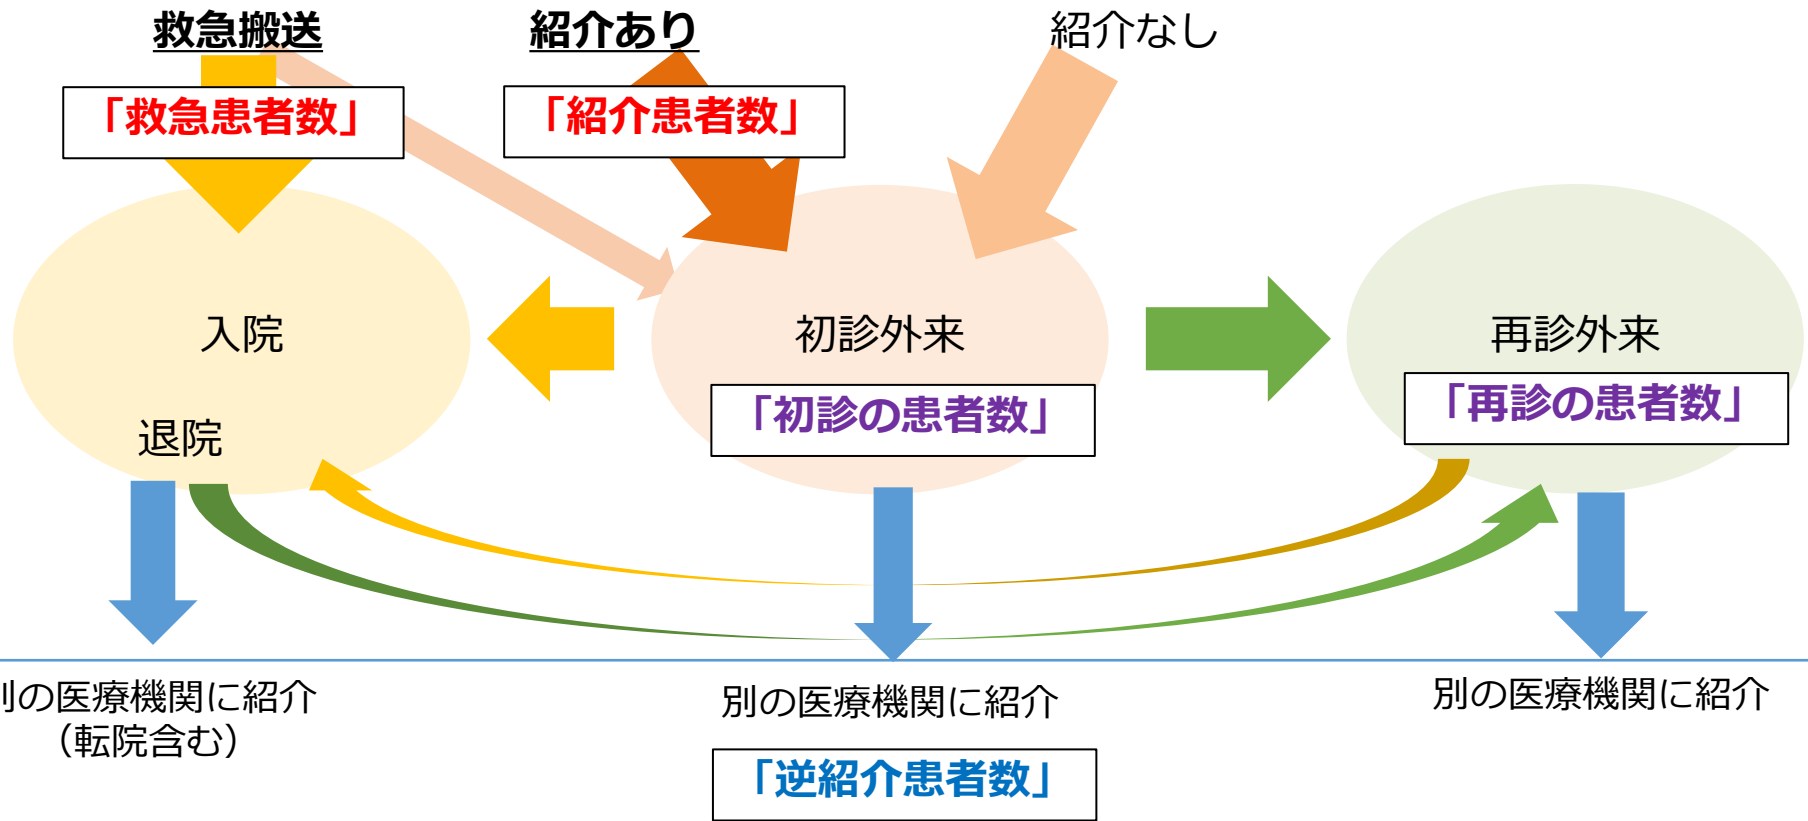 救急搬送
紹介あり
紹介なし
「救急患者数」
「紹介患者数」
入院
初診外来
再診外来
「初診の患者数」
「再診の患者数」
退院
別の医療機関に紹介
（転院含む）
別の医療機関に紹介
別の医療機関に紹介
「逆紹介患者数」